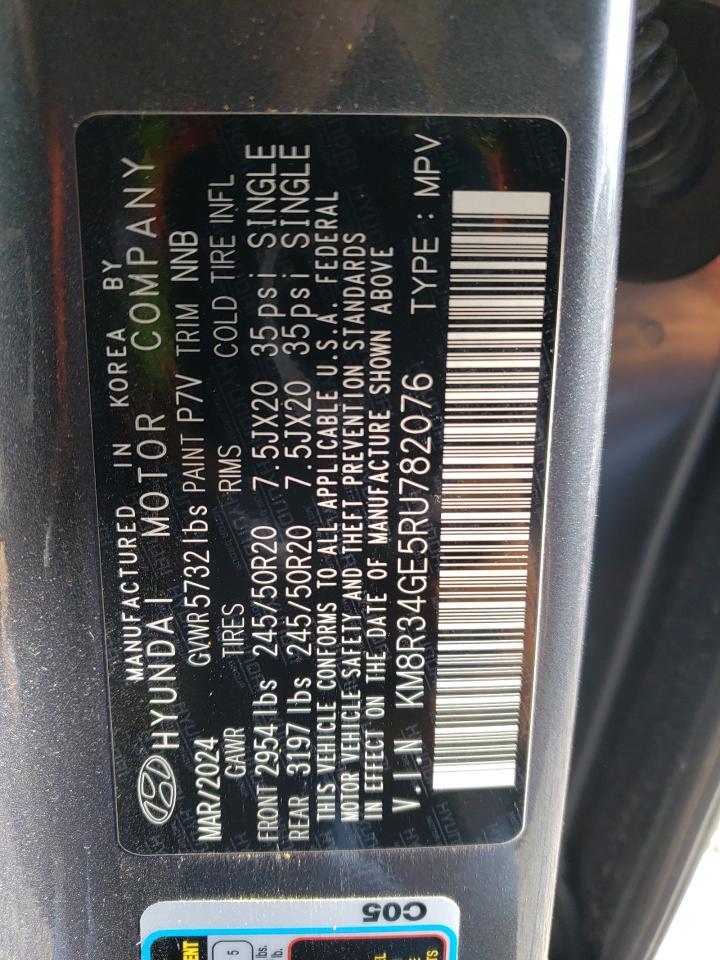 MANUFACTURED IN KOREA BY
HYUNDAI MOTOR COMPANY
MAR/2024 GVWR 5732 lbs PAINT P7V TRIM NNB
GAWR TIRES RIMS COLD TIRE INFL
FRONT 2954 lbs 245/50R20 7.5JX20 35psi SINGLE
REAR 3197 lbs 245/50R20 7.5JX20 35psi SINGLE
THIS VEHICLE CONFORMS TO ALL APPLICABLE U.S.A. FEDERAL
MOTOR VEHICLE SAFETY AND THEFT PREVENTION STANDARDS
IN EFFECT ON THE DATE OF MANUFACTURE SHOWN ABOVE
V.I.N KM8R34GE5RU782076 TYPE : MPV
C05
5
lbs.
lb.